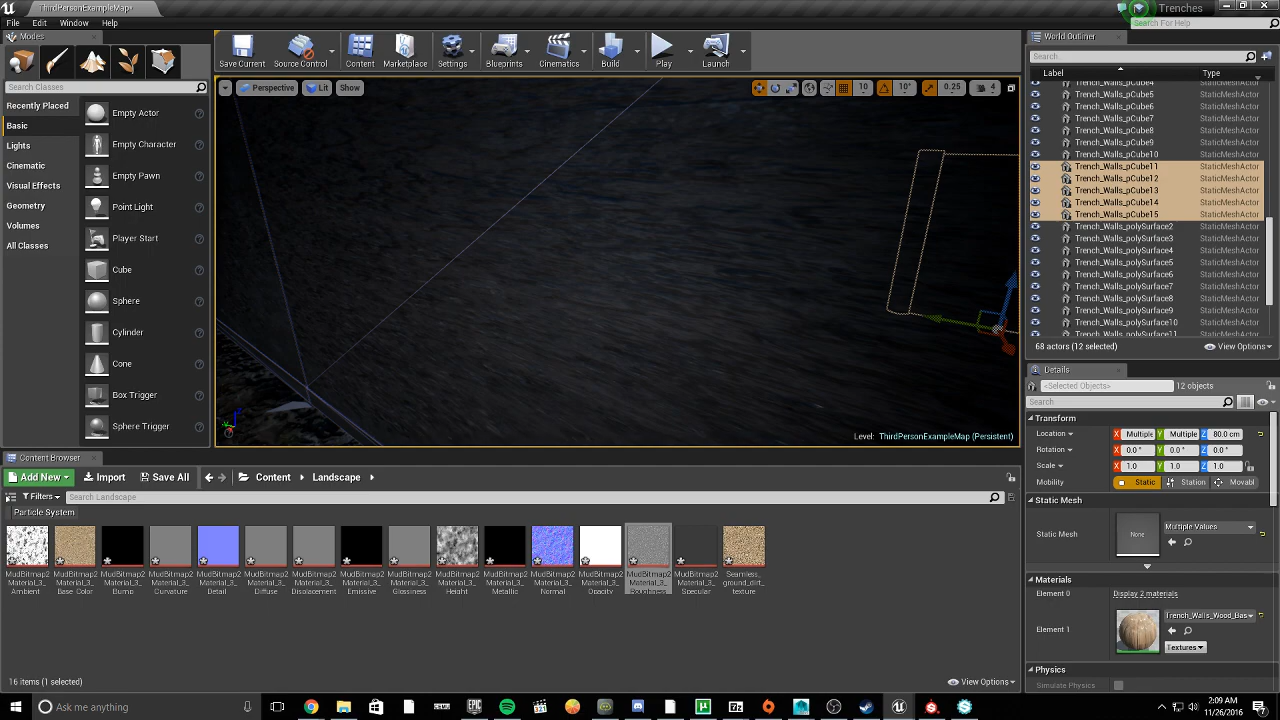 ThirdPersonExampleMap*
Trenches
File Edit Window Help
Search For Help
Modes
Search Classes
Recently Placed
Basic
Lights
Cinematic
Visual Effects
Geometry
Volumes
All Classes
Empty Actor
Empty Character
Empty Pawn
Point Light
Player Start
Cube
Sphere
Cylinder
Cone
Box Trigger
Sphere Trigger
Save Current
Source Control
Content
Marketplace
Settings
Blueprints
Cinematics
Build
Play
Launch
Perspective
Lit
Show
10
10°
0.25
4
Level: ThirdPersonExampleMap (Persistent)
World Outliner
Search
Label Type
Trench_Walls_pCube4 StaticMeshActor
Trench_Walls_pCube5 StaticMeshActor
Trench_Walls_pCube6 StaticMeshActor
Trench_Walls_pCube7 StaticMeshActor
Trench_Walls_pCube8 StaticMeshActor
Trench_Walls_pCube9 StaticMeshActor
Trench_Walls_pCube10 StaticMeshActor
Trench_Walls_pCube11 StaticMeshActor
Trench_Walls_pCube12 StaticMeshActor
Trench_Walls_pCube13 StaticMeshActor
Trench_Walls_pCube14 StaticMeshActor
Trench_Walls_pCube15 StaticMeshActor
Trench_Walls_polySurface2 StaticMeshActor
Trench_Walls_polySurface3 StaticMeshActor
Trench_Walls_polySurface4 StaticMeshActor
Trench_Walls_polySurface5 StaticMeshActor
Trench_Walls_polySurface6 StaticMeshActor
Trench_Walls_polySurface7 StaticMeshActor
Trench_Walls_polySurface8 StaticMeshActor
Trench_Walls_polySurface9 StaticMeshActor
Trench_Walls_polySurface10 StaticMeshActor
Trench_Walls_polySurface11 StaticMeshActor
68 actors (12 selected)
View Options
Details
<Selected Objects> 12 objects
Search
Transform
Location X Multiple Y Multiple Z 80.0 cm
Rotation X 0.0 ° Y 0.0 ° Z 0.0 °
Scale X 1.0 Y 1.0 Z 1.0
Mobility Static Station Movabl
Static Mesh
Static Mesh
None
Multiple Values
Materials
Element 0 Display 2 materials
Element 1
Trench_Walls_Wood_Bas
Textures
Physics
Simulate Physics
Content Browser
Add New Import Save All Content Landscape
Filters Search Landscape
Particle System
MudBitmap2 Material_3_ Ambient
MudBitmap2 Material_3_ Base_Color
MudBitmap2 Material_3_ Bump
MudBitmap2 Material_3_ Curvature
MudBitmap2 Material_3_ Detail
MudBitmap2 Material_3_ Diffuse
MudBitmap2 Material_3_ Displacement
MudBitmap2 Material_3_ Emissive
MudBitmap2 Material_3_ Glossiness
MudBitmap2 Material_3_ Height
MudBitmap2 Material_3_ Metallic
MudBitmap2 Material_3_ Normal
MudBitmap2 Material_3_ Opacity
MudBitmap2 Material_3_ Roughness
MudBitmap2 Material_3_ Specular
Seamless_ ground_dirt_ texture
16 items (1 selected)
View Options
Ask me anything
2:09 AM
11/26/2016